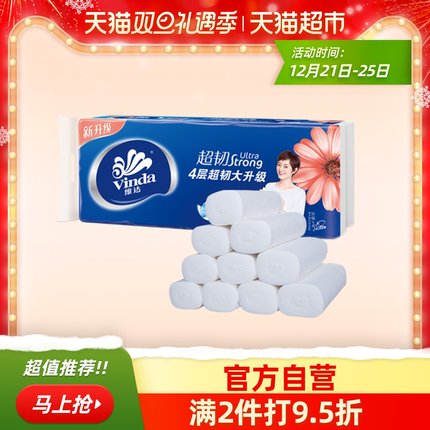 天猫双旦礼遇季 天猫超市
活动时间：
12月21日-25日
新升级
Vinda
维达
超韧 Ultra Strong
4层超韧大升级
超值推荐!!
马上抢
官方自营
满2件打9.5折